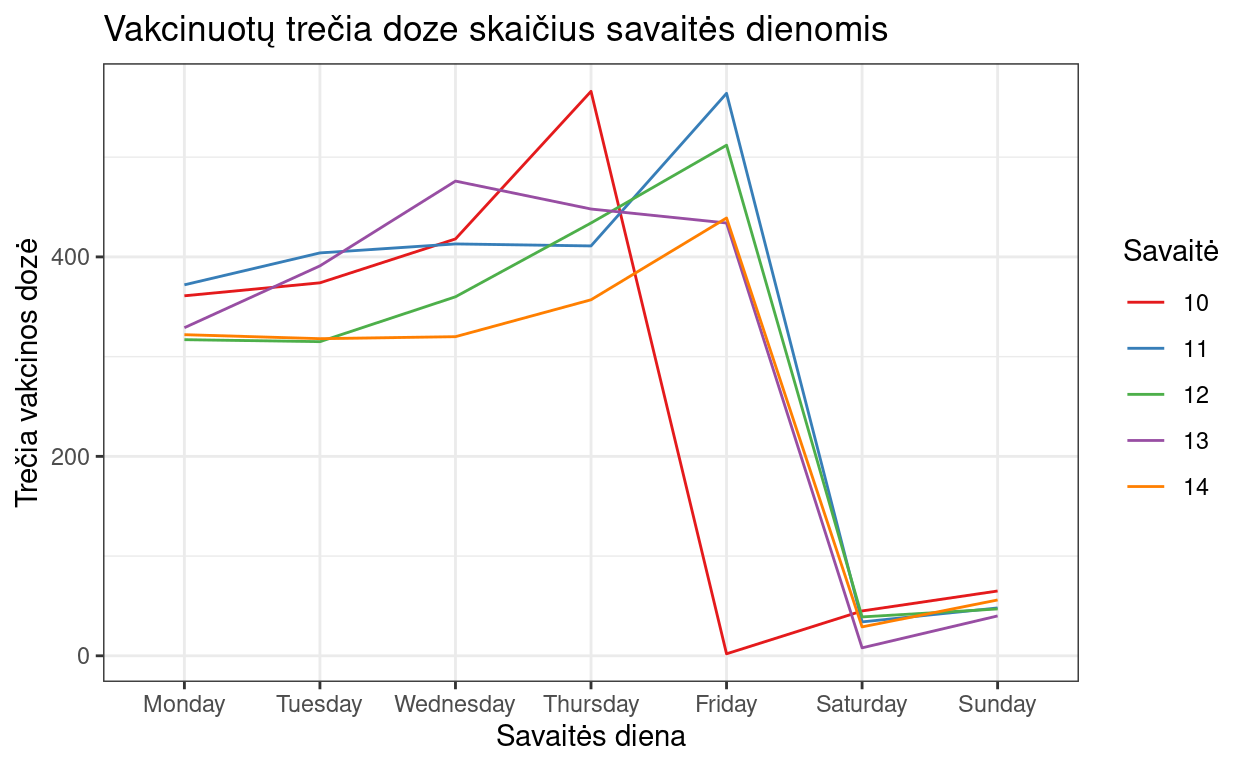 Vakcinuotų trečia doze skaičius savaitės dienomis
Trečia vakcinos dozė
400
200
0
Monday Tuesday Wednesday Thursday Friday Saturday Sunday
Savaitės diena
Savaitė
10
11
12
13
14